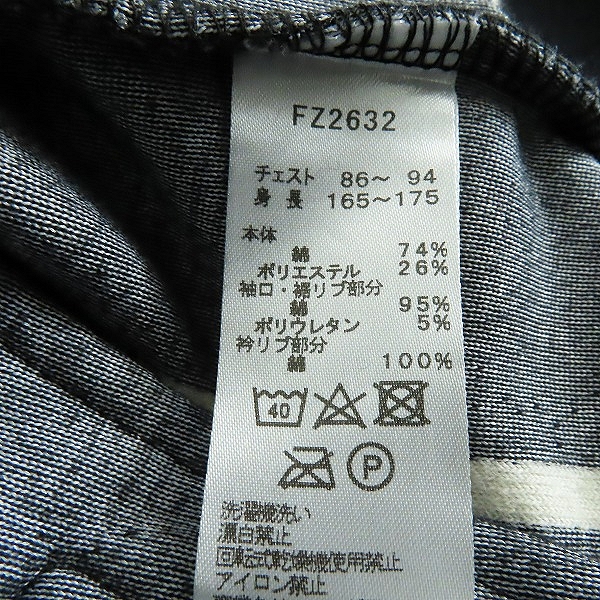 FZ2632
チェスト 86～ 94
身 長 165～175
本体
綿 74%
ポリエステル 26%
袖口・裾リブ部分
綿 95%
ポリウレタン 5%
衿リブ部分
綿 100%
40
P
洗濯機洗い
漂白禁止
回転式乾燥機使用禁止
アイロン禁止